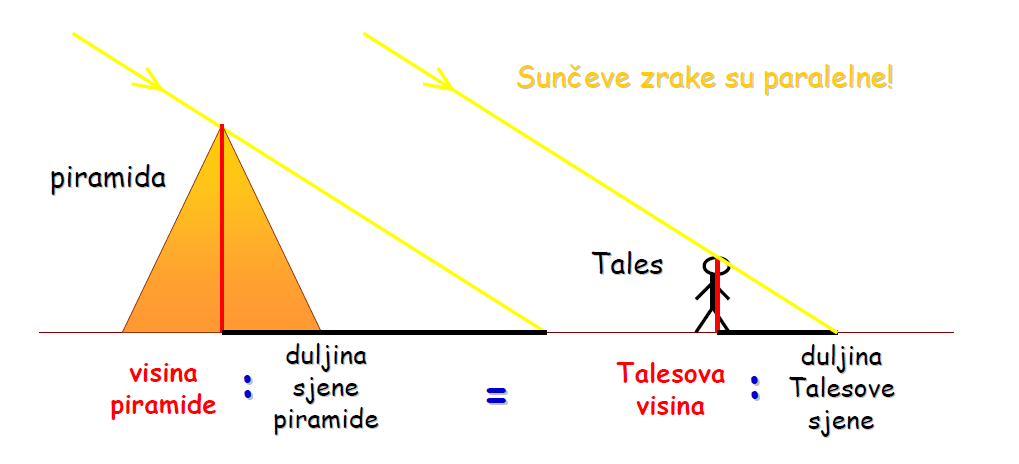 Sunčeve zrake su paralelne!
piramida
Tales
visina
piramide
:
duljina
sjene
piramide
=
Talesova
visina
:
duljina
Talesove
sjene